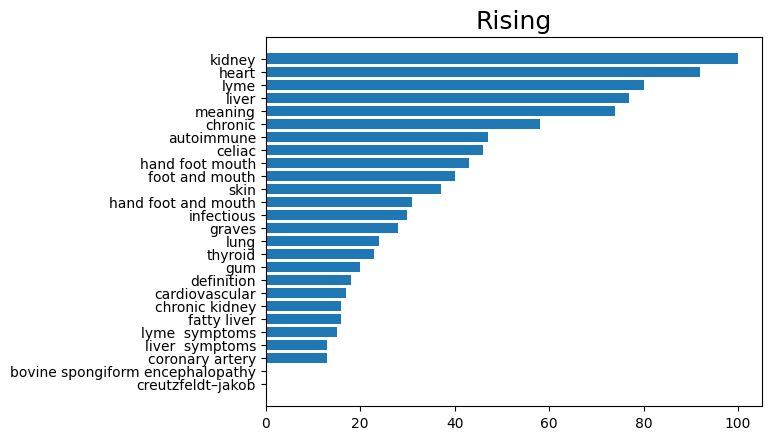 Rising
kidney
heart
lyme
liver
meaning
chronic
autoimmune
celiac
hand foot mouth
foot and mouth
skin
hand foot and mouth
infectious
graves
lung
thyroid
gum
definition
cardiovascular
chronic kidney
fatty liver
lyme  symptoms
liver  symptoms
coronary artery
bovine spongiform encephalopathy
creutzfeldt–jakob
0 20 40 60 80 100